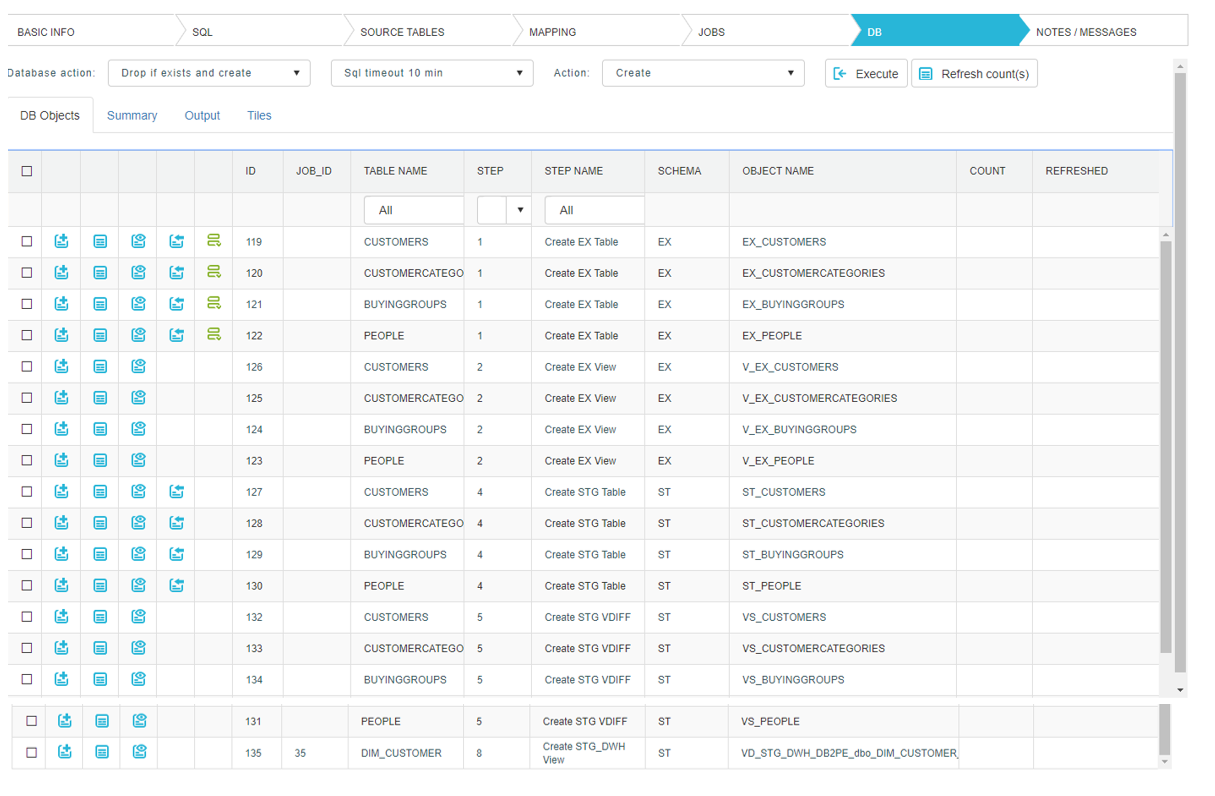 BASIC INFO SQL SOURCE TABLES MAPPING JOBS DB NOTES / MESSAGES
Database action: Drop if exists and create Sql timeout 10 min Action: Create Execute Refresh count(s)
DB Objects Summary Output Tiles
ID JOB_ID TABLE NAME STEP STEP NAME SCHEMA OBJECT NAME COUNT REFRESHED
All All
119 CUSTOMERS 1 Create EX Table EX EX_CUSTOMERS
120 CUSTOMERCATEGO 1 Create EX Table EX EX_CUSTOMERCATEGORIES
121 BUYINGGROUPS 1 Create EX Table EX EX_BUYINGGROUPS
122 PEOPLE 1 Create EX Table EX EX_PEOPLE
126 CUSTOMERS 2 Create EX View EX V_EX_CUSTOMERS
125 CUSTOMERCATEGO 2 Create EX View EX V_EX_CUSTOMERCATEGORIES
124 BUYINGGROUPS 2 Create EX View EX V_EX_BUYINGGROUPS
123 PEOPLE 2 Create EX View EX V_EX_PEOPLE
127 CUSTOMERS 4 Create STG Table ST ST_CUSTOMERS
128 CUSTOMERCATEGO 4 Create STG Table ST ST_CUSTOMERCATEGORIES
129 BUYINGGROUPS 4 Create STG Table ST ST_BUYINGGROUPS
130 PEOPLE 4 Create STG Table ST ST_PEOPLE
132 CUSTOMERS 5 Create STG VDIFF ST VS_CUSTOMERS
133 CUSTOMERCATEGO 5 Create STG VDIFF ST VS_CUSTOMERCATEGORIES
134 BUYINGGROUPS 5 Create STG VDIFF ST VS_BUYINGGROUPS
131 PEOPLE 5 Create STG VDIFF ST VS_PEOPLE
135 35 DIM_CUSTOMER 8 Create STG_DWH ST VD_STG_DWH_DB2PE_dbo_DIM_CUSTOMER_
View